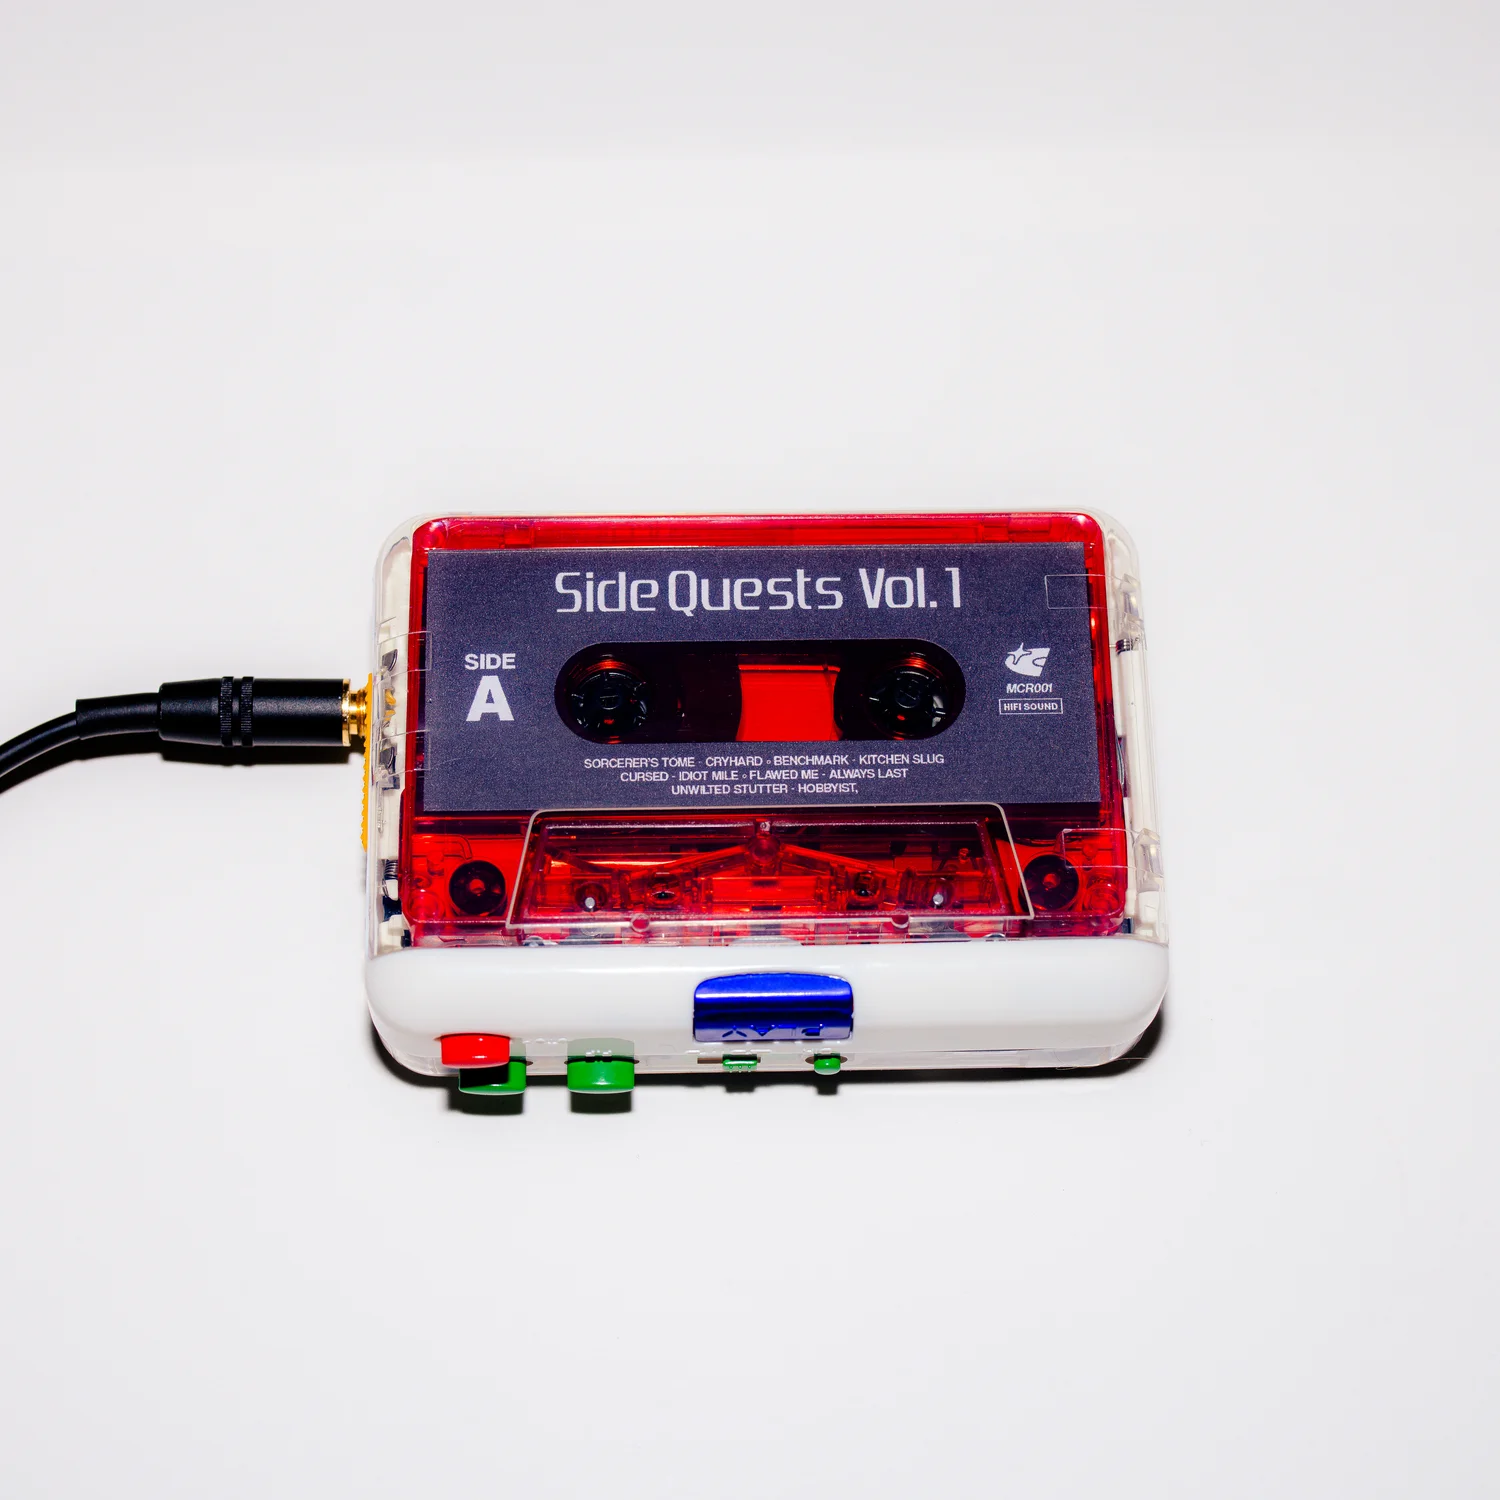 Side Quests Vol. 1
SIDE
A
MCR001
HIFI SOUND
SORCERER'S TOME - CRYHARD ◦ BENCHMARK - KITCHEN SLUG
CURSED - IDIOT MILE ◦ FLAWED ME - ALWAYS LAST
UNWILTED STUTTER - HOBBYIST,
PLAY